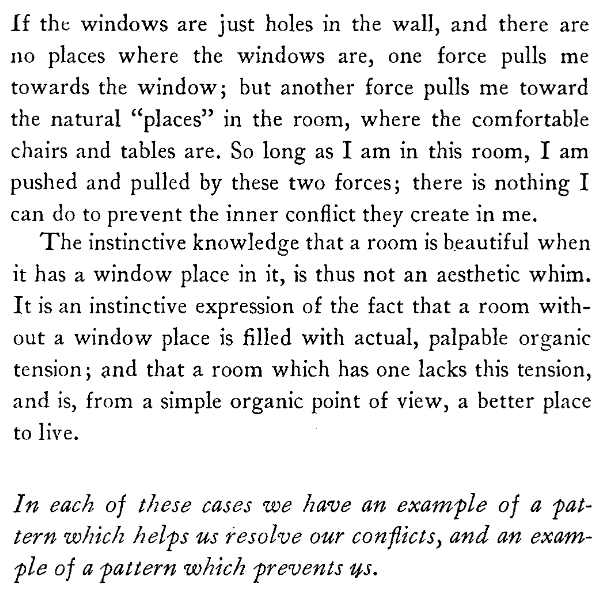 If the windows are just holes in the wall, and there are
no places where the windows are, one force pulls me
towards the window; but another force pulls me toward
the natural “places” in the room, where the comfortable
chairs and tables are. So long as I am in this room, I am
pushed and pulled by these two forces; there is nothing I
can do to prevent the inner conflict they create in me.
The instinctive knowledge that a room is beautiful when
it has a window place in it, is thus not an aesthetic whim.
It is an instinctive expression of the fact that a room with-
out a window place is filled with actual, palpable organic
tension; and that a room which has one lacks this tension,
and is, from a simple organic point of view, a better place
to live.
In each of these cases we have an example of a pat-
tern which helps us resolve our conflicts, and an exam-
ple of a pattern which prevents us.